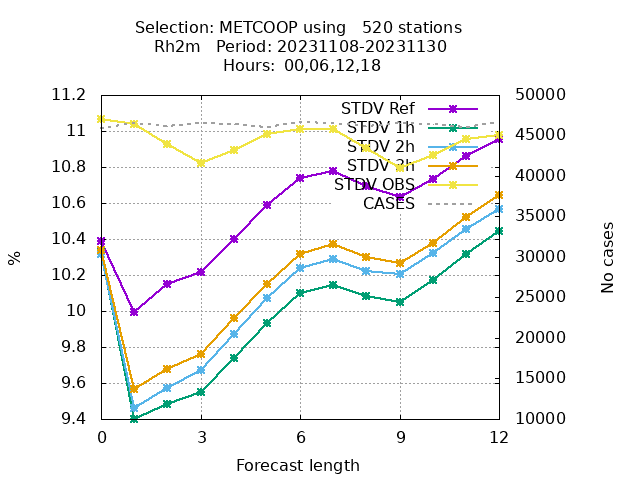 Selection: METCOOP using   520 stations
Rh2m   Period: 20231108-20231130
Hours: 00,06,12,18
STDV Ref
STDV 1h
STDV 2h
STDV 3h
STDV OBS
CASES
11.2
11
10.8
10.6
10.4
10.2
10
9.8
9.6
9.4
50000
45000
40000
35000
30000
25000
20000
15000
10000
%
No cases
0 3 6 9 12
Forecast length